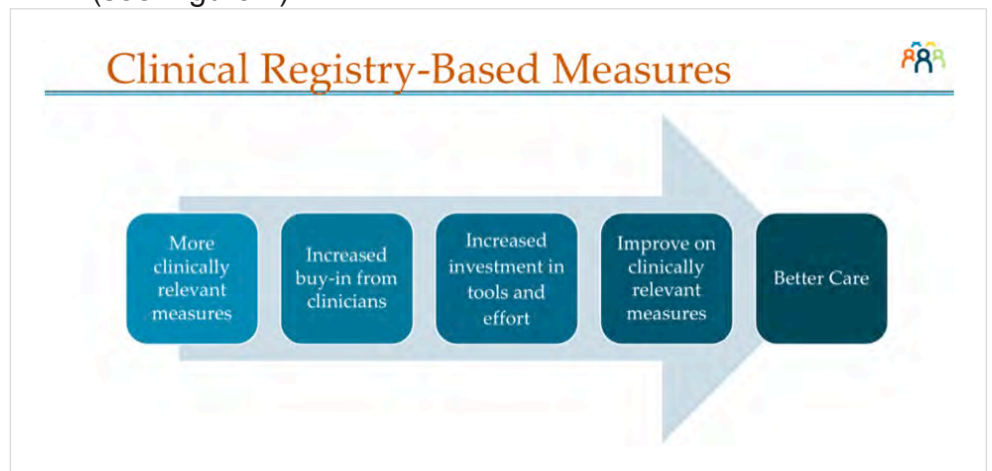 Clinical Registry-Based Measures
More
clinically
relevant
measures
Increased
buy-in from
clinicians
Increased
investment in
tools and
effort
Improve on
clinically
relevant
measures
Better Care